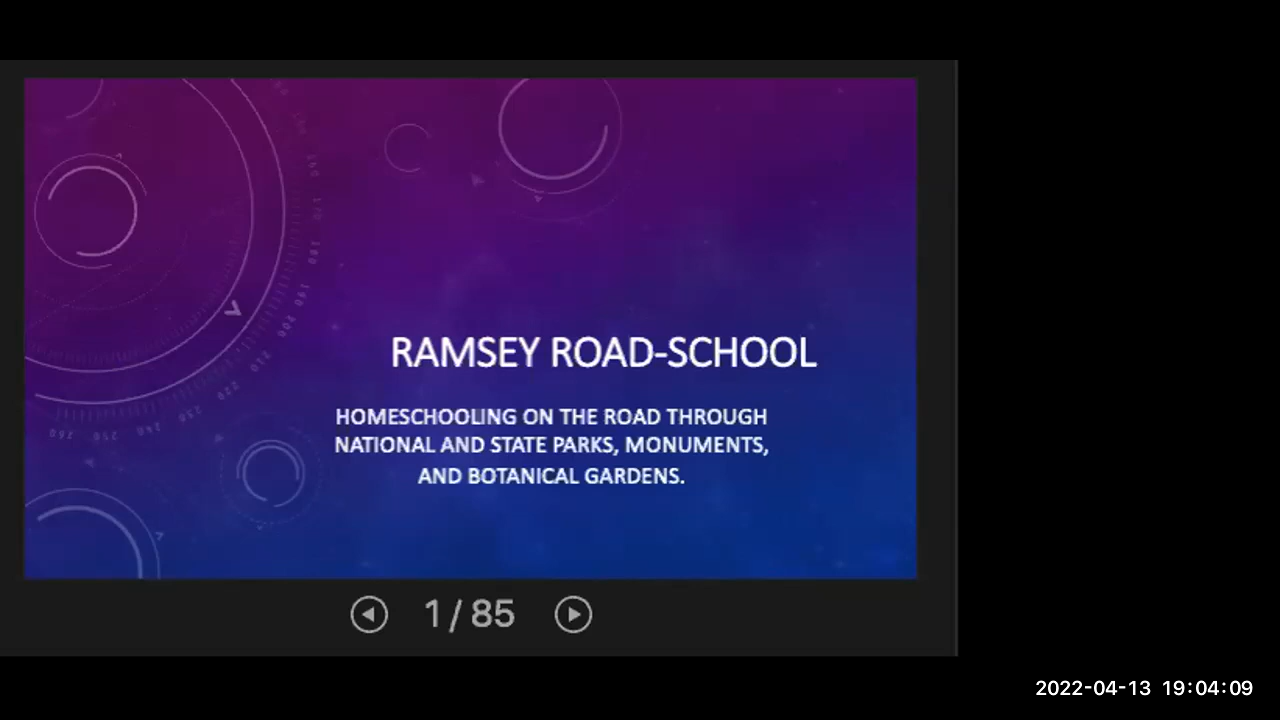 RAMSEY ROAD-SCHOOL
HOMESCHOOLING ON THE ROAD THROUGH
NATIONAL AND STATE PARKS, MONUMENTS,
AND BOTANICAL GARDENS.
1 / 85
2022-04-13 19:04:09